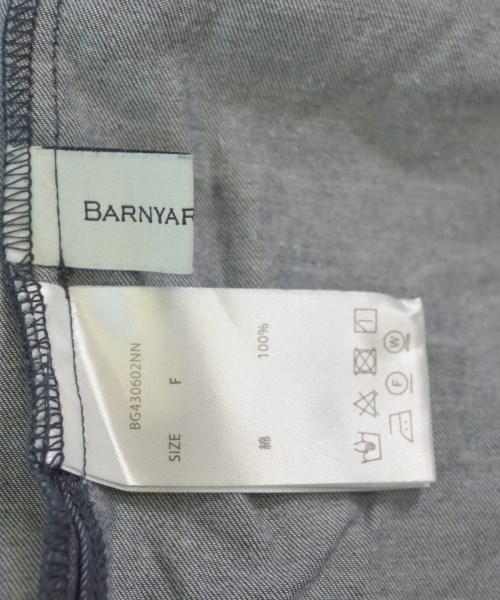 BARNYAR
BG430602NN
SIZE F
綿 100%
W
F